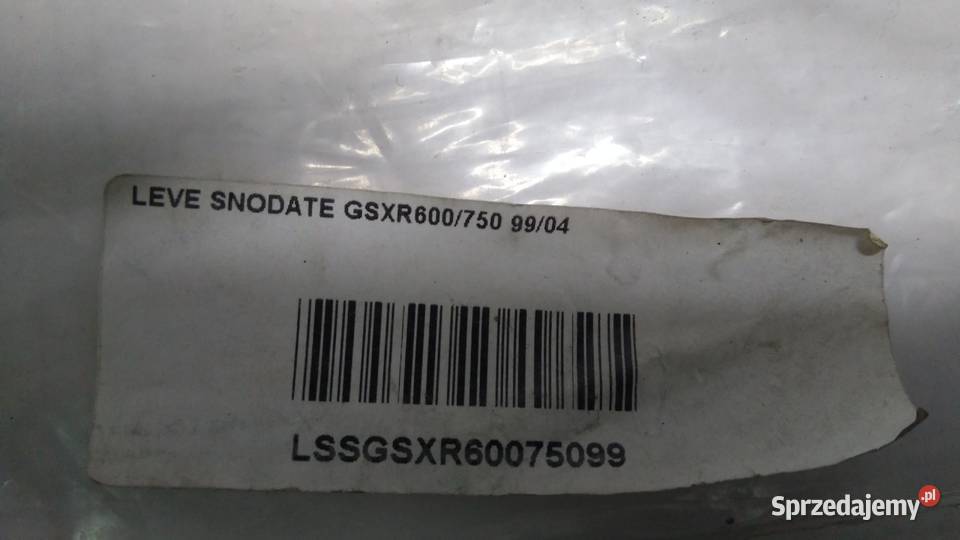 LEVE SNODATE GSXR600/750 99/04
LSSGSXR60075099
Sprzedajemy.pl